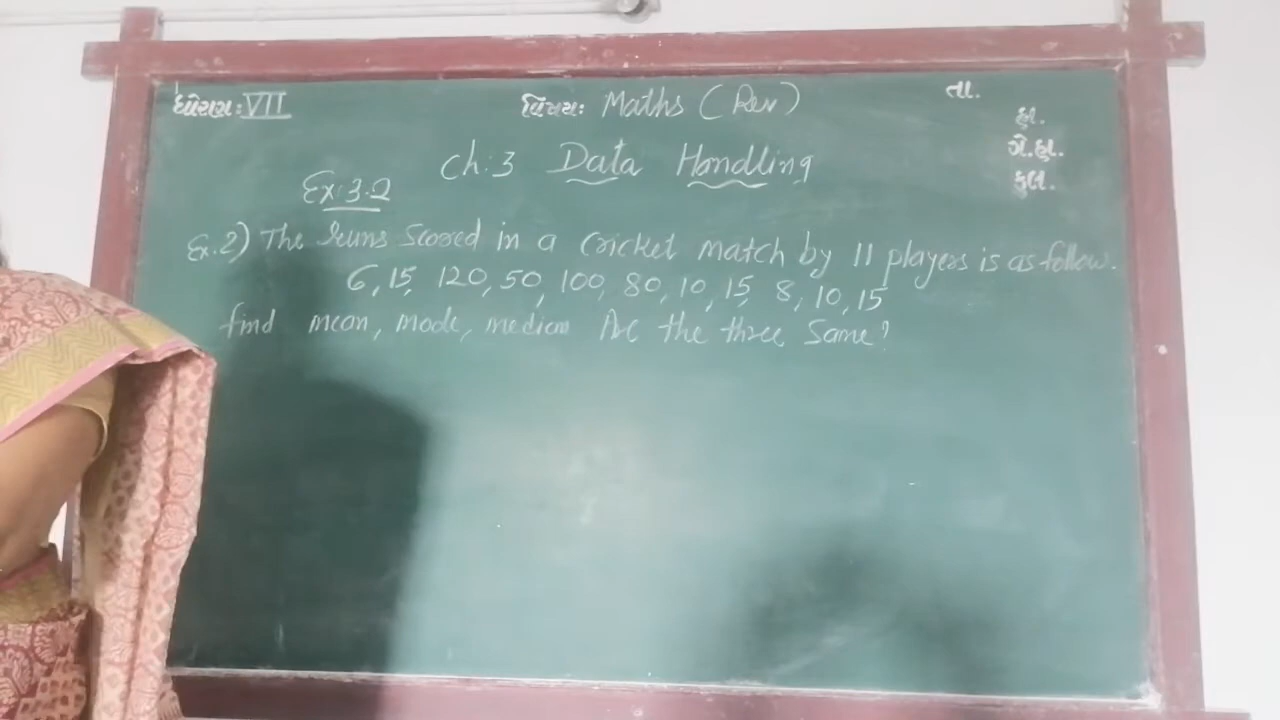 ધોરણ: VII વિષય: Maths (Rev) તા.
હા.
ગે.હા.
કુલ.
Ch:3 Data Handling
Ex:3.2
Ex.2) The runs scored in a cricket match by 11 players is as follow.
6, 15, 120, 50, 100, 80, 10, 15, 8, 10, 15
find mean, mode, median Are the three same?